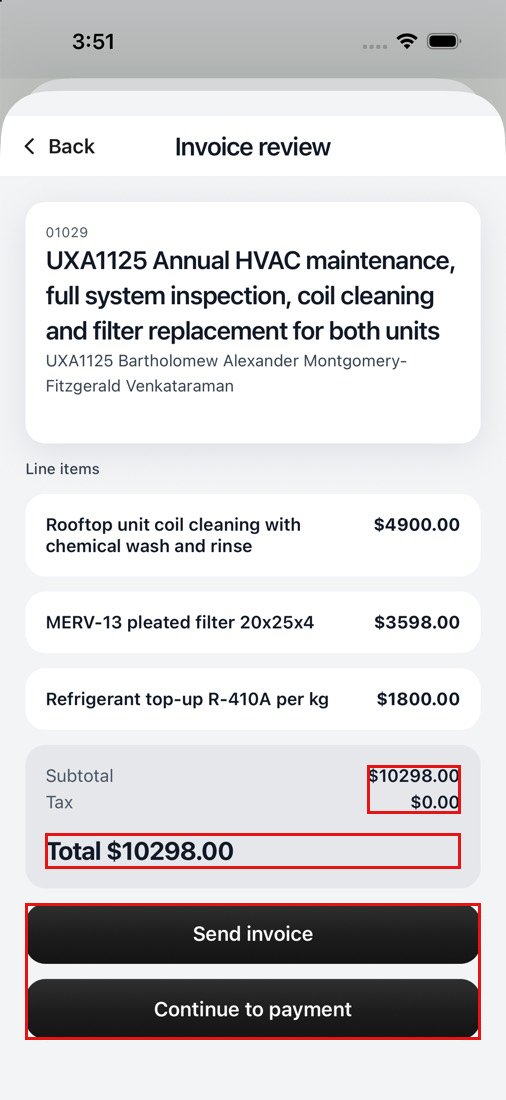 3:51
Back
Invoice review
01029
UXA1125 Annual HVAC maintenance,
full system inspection, coil cleaning
and filter replacement for both units
UXA1125 Bartholomew Alexander Montgomery-
Fitzgerald Venkataraman
Line items
Rooftop unit coil cleaning with $4900.00
chemical wash and rinse
MERV-13 pleated filter 20x25x4 $3598.00
Refrigerant top-up R-410A per kg $1800.00
Subtotal $10298.00
Tax $0.00
Total $10298.00
Send invoice
Continue to payment